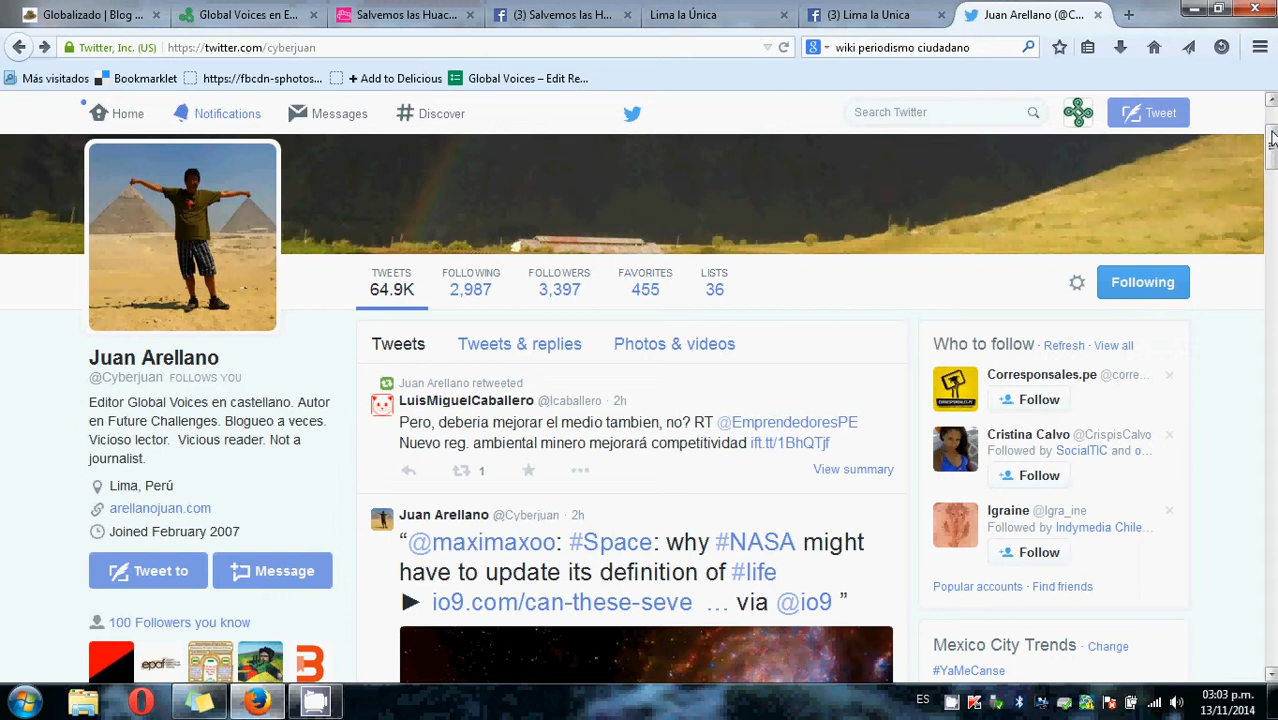 Globalizado | Blog ...
Global Voices en E...
Salvemos las Huac...
(3) Salvemos las H...
Lima la Única
(3) Lima la Unica
Juan Arellano (@C...
Twitter, Inc. (US)
https://twitter.com/cyberjuan
wiki periodismo ciudadano
Más visitados
Bookmarklet
https://fbcdn-sphotos...
+ Add to Delicious
Global Voices – Edit Re...
Home
Notifications
Messages
Discover
Search Twitter
Tweet
TWEETS FOLLOWING FOLLOWERS FAVORITES LISTS
64.9K 2,987 3,397 455 36
Following
Juan Arellano
@Cyberjuan FOLLOWS YOU
Editor Global Voices en castellano. Autor
en Future Challenges. Blogueo a veces.
Vicioso lector. Vicious reader. Not a
journalist.
Lima, Perú
arellanojuan.com
Joined February 2007
Tweet to
Message
100 Followers you know
epaf
3
Tweets
Tweets & replies
Photos & videos
Juan Arellano retweeted
LuisMiguelCaballero @lcaballero · 2h
Pero, deberia mejorar el medio tambien, no? RT @EmprendedoresPE
Nuevo reg. ambiental minero mejorará competitividad ift.tt/1BhQTjf
1
View summary
Juan Arellano @Cyberjuan · 2h
“@maximaxoo: #Space: why #NASA might
have to update its definition of #life
► io9.com/can-these-seve … via @io9 ”
Who to follow · Refresh · View all
Corresponsales.pe @corre...
Follow
Cristina Calvo @CrispisCalvo
Followed by SocialTIC and o...
Follow
Igraine @Igra_ine
Followed by Indymedia Chile...
Follow
Popular accounts · Find friends
Mexico City Trends · Change
#YaMeCanse
ES
03:03 p.m.
13/11/2014